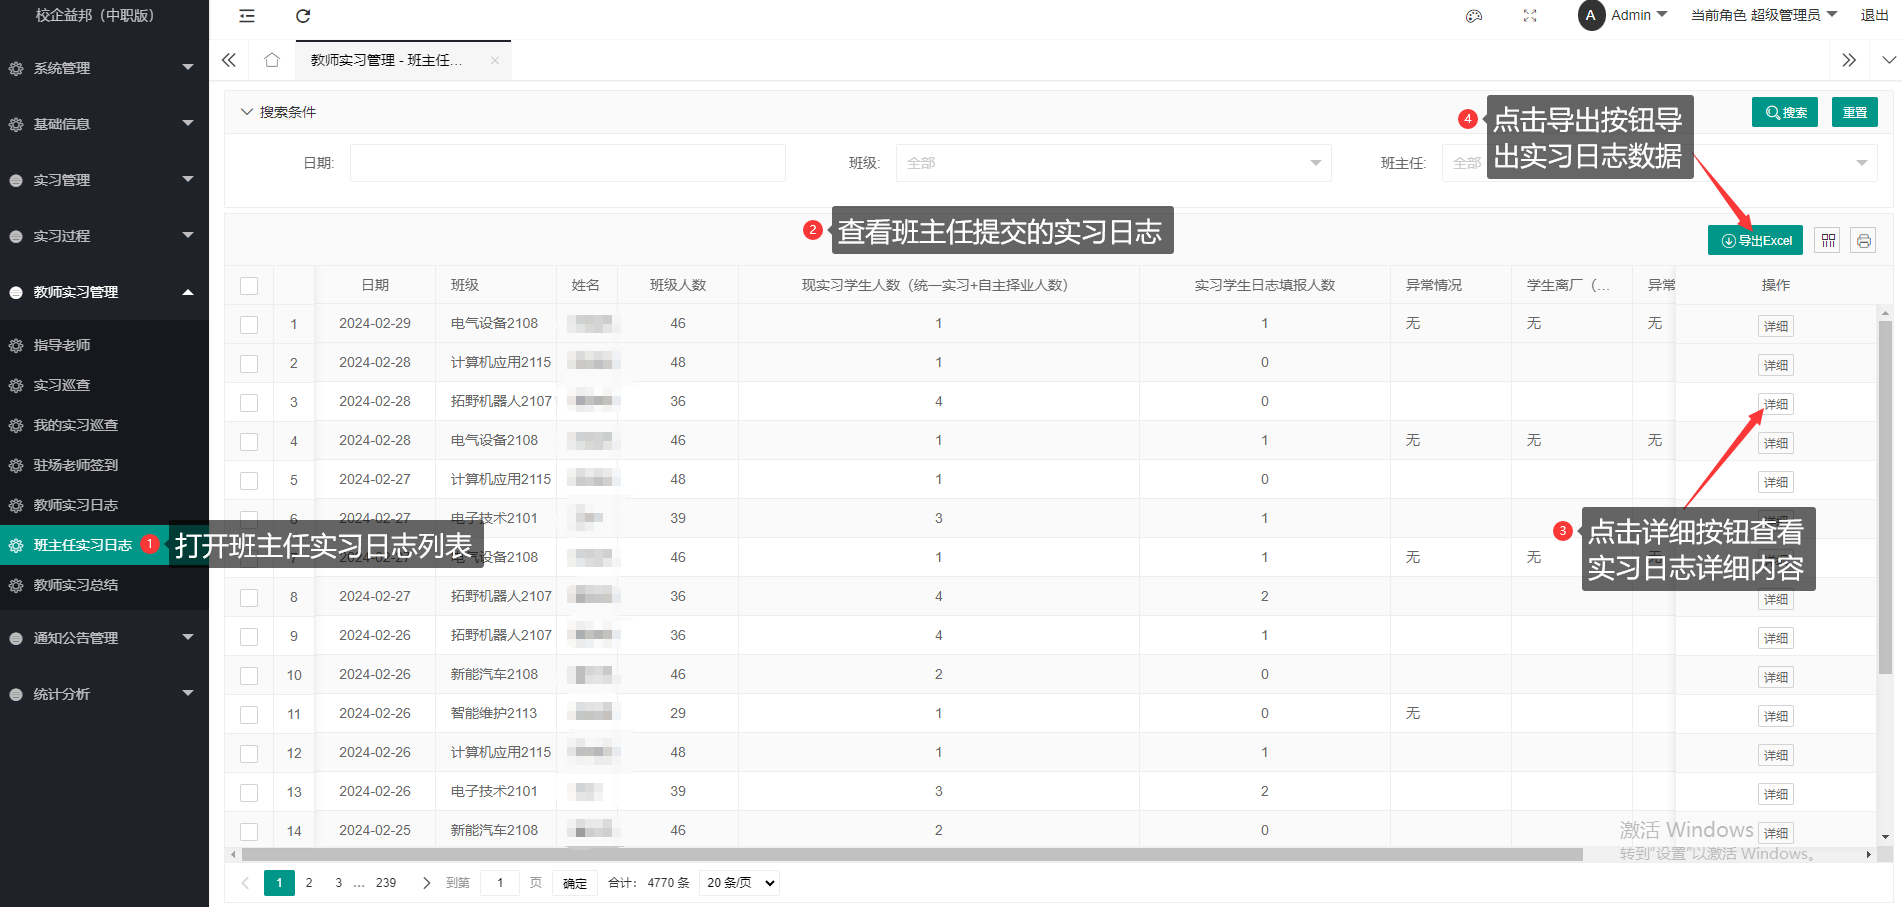 校企益邦（中职版）
A Admin 当前角色 超级管理员 退出
教师实习管理 - 班主任...
系统管理
基础信息
实习管理
实习过程
教师实习管理
指导老师
实习巡查
我的实习巡查
驻场老师签到
教师实习日志
班主任实习日志
教师实习总结
通知公告管理
统计分析
搜索条件
搜索 重置
日期: 班级: 全部 班主任: 全部
4 点击导出按钮导
出实习日志数据
2 查看班主任提交的实习日志
导出Excel
日期 班级 姓名 班级人数 现实习学生人数（统一实习+自主择业人数） 实习学生日志填报人数 异常情况 学生离厂（... 异常 操作
1 2024-02-29 电气设备2108 46 1 1 无 无 无 详细
2 2024-02-28 计算机应用2115 48 1 0 详细
3 2024-02-28 拓野机器人2107 36 4 0 详细
4 2024-02-28 电气设备2108 46 1 1 无 无 无 详细
5 2024-02-27 计算机应用2115 48 1 0 详细
6 2024-02-27 电子技术2101 39 3 1
1 打开班主任实习日志列表
气设备2108 46 1 1 无 无
3 点击详细按钮查看
实习日志详细内容
8 2024-02-27 拓野机器人2107 36 4 2 详细
9 2024-02-26 拓野机器人2107 36 4 1 详细
10 2024-02-26 新能汽车2108 46 2 0 详细
11 2024-02-26 智能维护2113 29 1 0 无 详细
12 2024-02-26 计算机应用2115 48 1 1 详细
13 2024-02-26 电子技术2101 39 3 2 详细
14 2024-02-25 新能汽车2108 46 2 0 详细
激活 Windows
转到"设置"以激活 Windows。
1 2 3 ... 239 到第 1 页 确定 合计： 4770 条 20 条/页